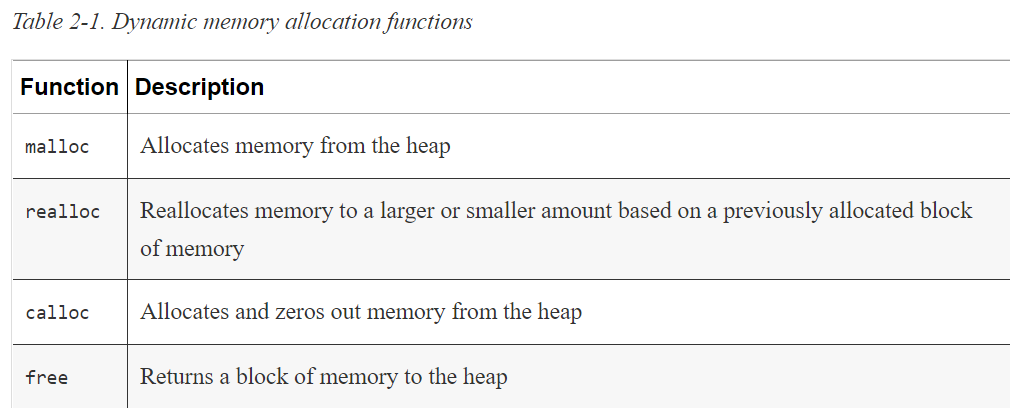 Table 2-1. Dynamic memory allocation functions
Function Description
malloc Allocates memory from the heap
realloc Reallocates memory to a larger or smaller amount based on a previously allocated block
of memory
calloc Allocates and zeros out memory from the heap
free Returns a block of memory to the heap